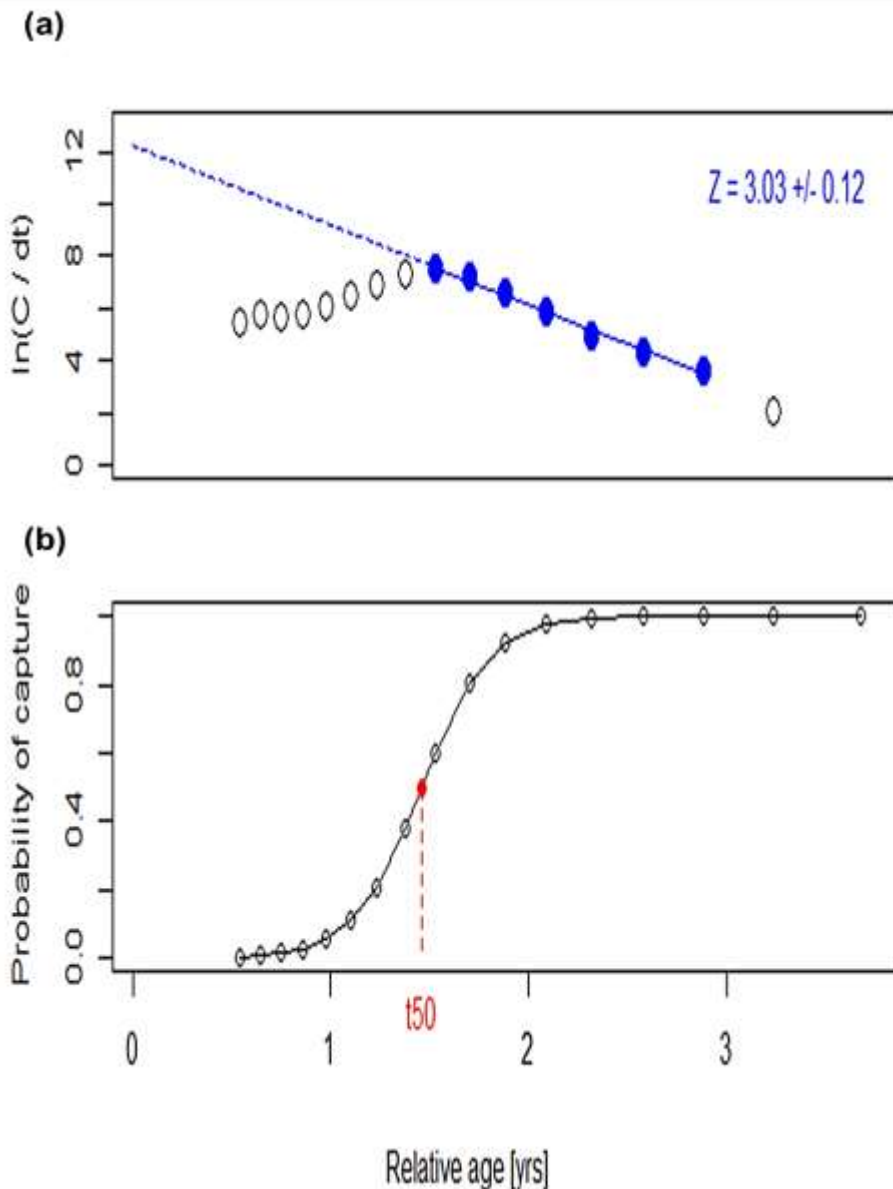 (a)
12
8
4
0
ln(C / dt)
Z = 3.03 +/- 0.12
(b)
0.8
0.4
0.0
Probability of capture
t50
0 1 2 3
Relative age [yrs]